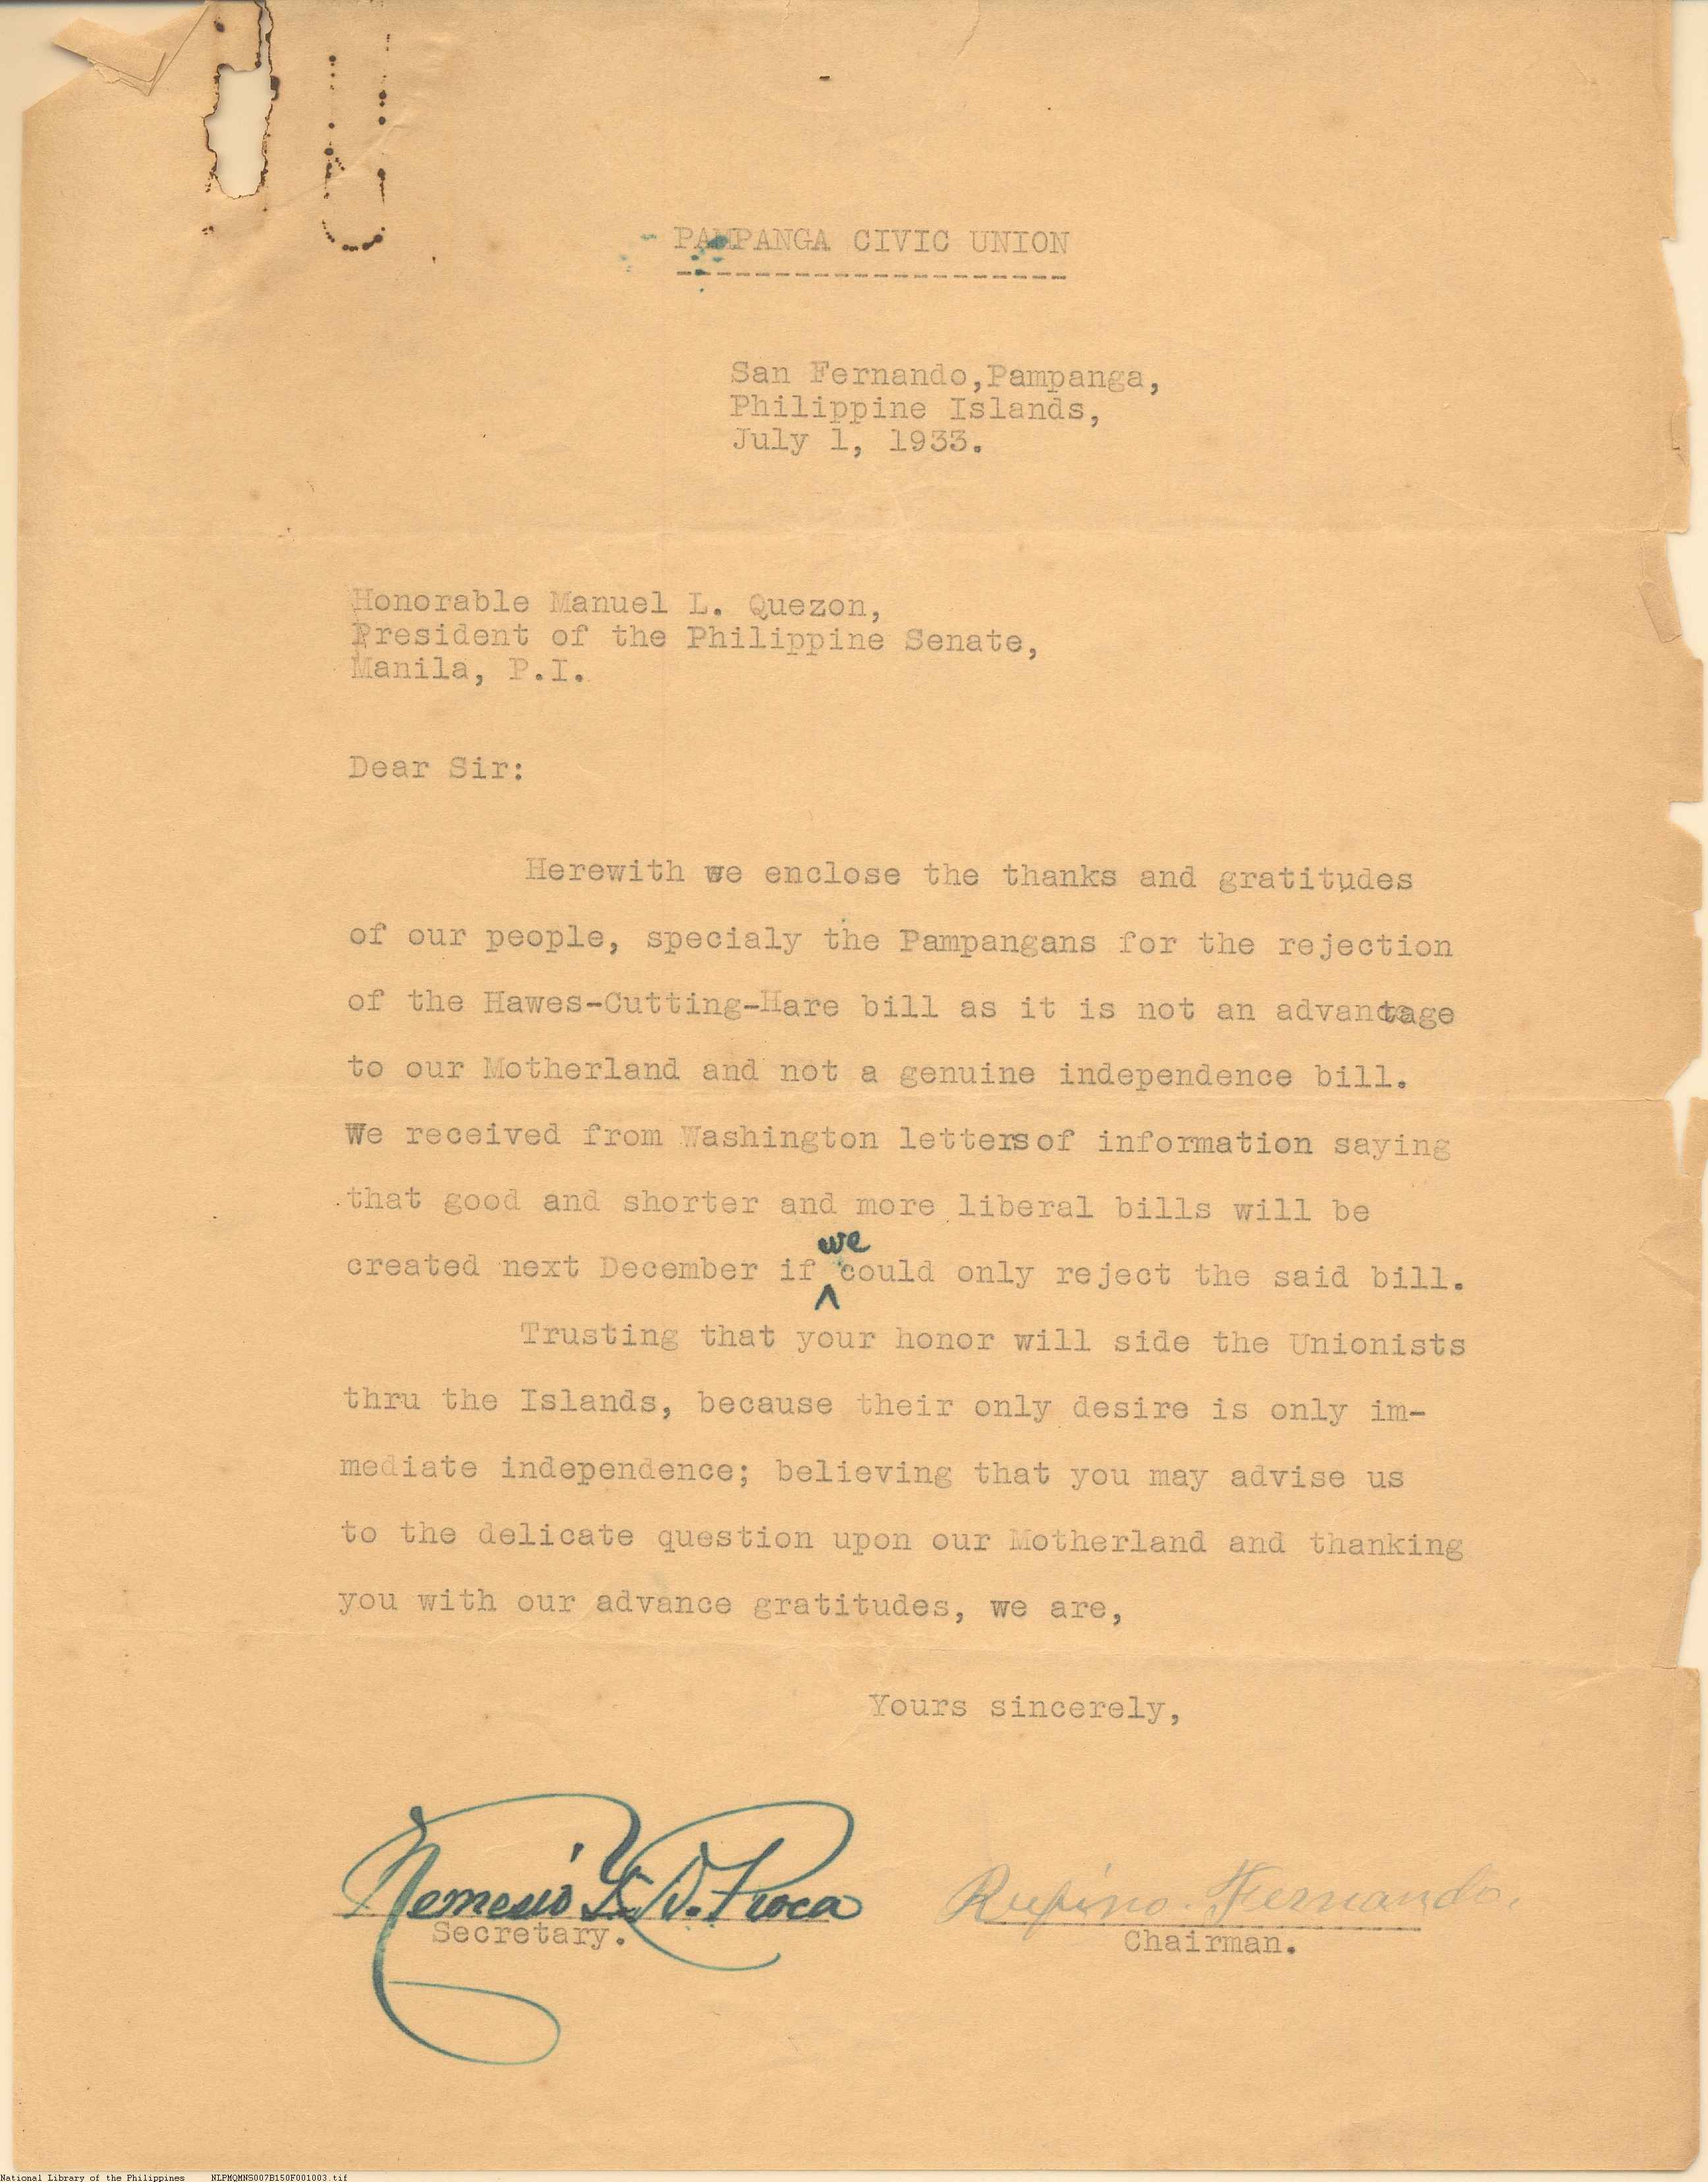 PAMPANGA CIVIC UNION
--------------------
San Fernando,Pampanga,
Philippine Islands,
July 1, 1933.
Honorable Manuel L. Quezon,
President of the Philippine Senate,
Manila, P.I.
Dear Sir:
Herewith we enclose the thanks and gratitudes
of our people, specialy the Pampangans for the rejection
of the Hawes-Cutting-Hare bill as it is not an advantage
to our Motherland and not a genuine independence bill.
We received from Washington letters of information saying
that good and shorter and more liberal bills will be
created next December if we could only reject the said bill.
Trusting that your honor will side the Unionists
thru the Islands, because their only desire is only im-
mediate independence; believing that you may advise us
to the delicate question upon our Motherland and thanking
you with our advance gratitudes, we are,
Yours sincerely,
Nemesio Rufino Fernando.
Secretary. Chairman.
National Library of the Philippines NLPMQMNS007B150F001003.tif